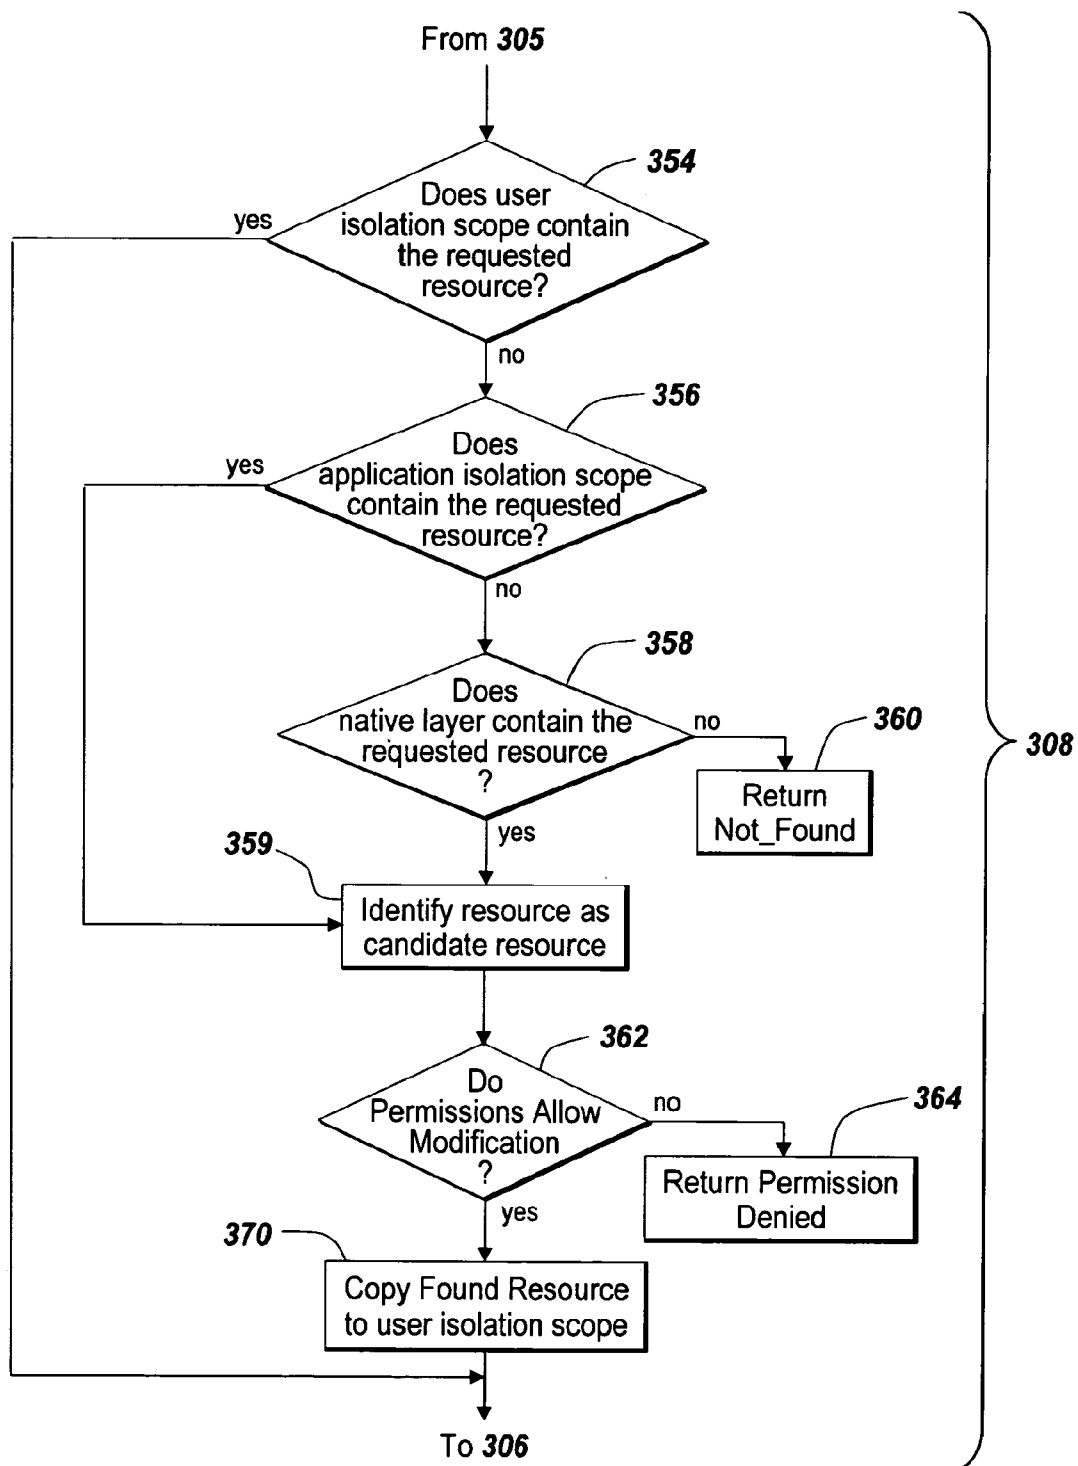 From 305
354
Does user
isolation scope contain
the requested
resource?
yes
no
356
Does
application isolation scope
contain the requested
resource?
yes
no
358
Does
native layer contain the
requested resource
?
no
360
Return
Not_Found
308
yes
359
Identify resource as
candidate resource
362
Do
Permissions Allow
Modification
?
no
364
Return Permission
Denied
yes
370
Copy Found Resource
to user isolation scope
To 306